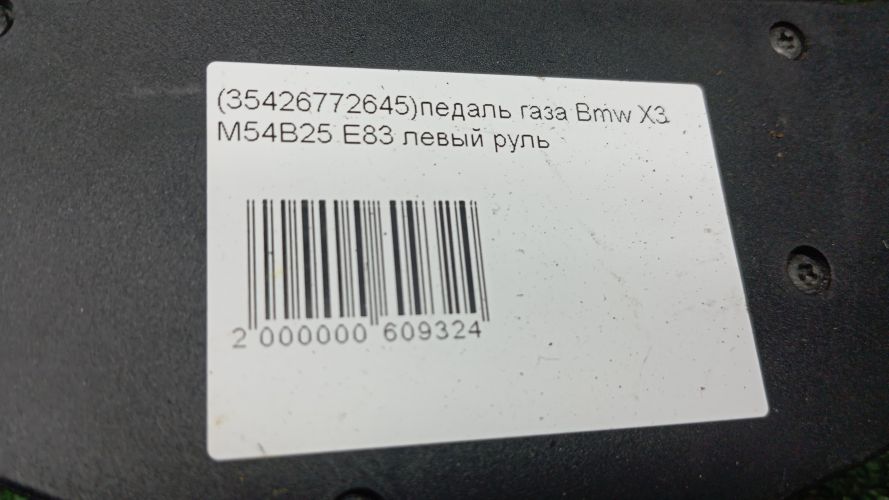 (35426772645)педаль газа Bmw X3
M54B25 E83 левый руль
2 000000 609324